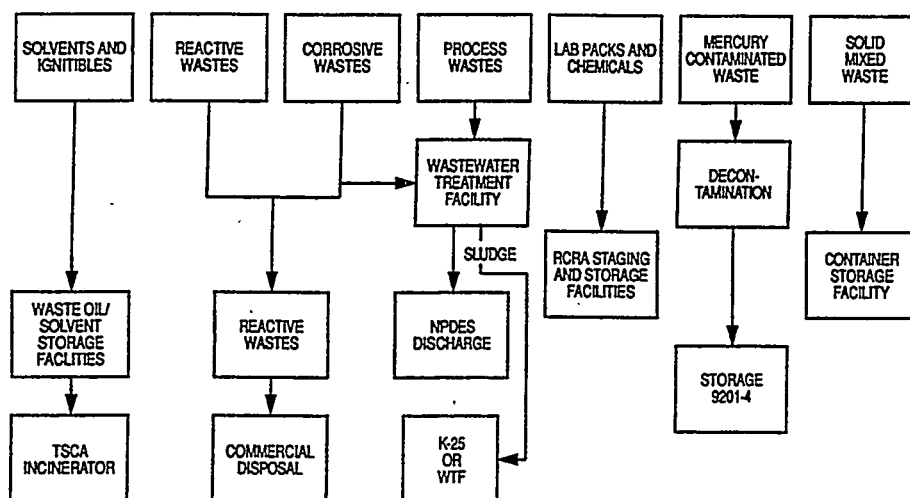 SOLVENTS AND
IGNITIBLES
REACTIVE
WASTES
CORROSIVE
WASTES
PROCESS
WASTES
LAB PACKS AND
CHEMICALS
MERCURY
CONTAMINATED
WASTE
SOLID
MIXED
WASTE
WASTEWATER
TREATMENT
FACILITY
DECON-
TAMINATION
SLUDGE
RCRA STAGING
AND STORAGE
FACILITIES
CONTAINER
STORAGE
FACILITY
WASTE OIL/
SOLVENT
STORAGE
FACLITIES
REACTIVE
WASTES
NPDES
DISCHARGE
STORAGE
9201-4
TSCA
INCINERATOR
COMMERCIAL
DISPOSAL
K-25
OR
WTF